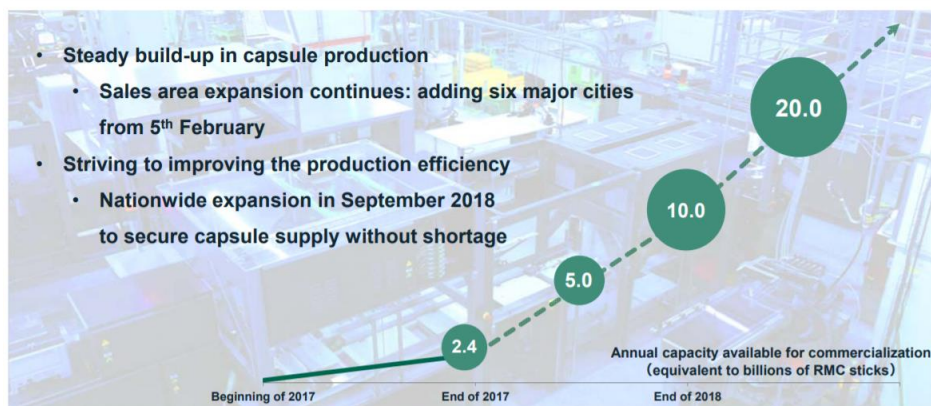 • Steady build-up in capsule production
• Sales area expansion continues: adding six major cities
from 5th February
• Striving to improving the production efficiency
• Nationwide expansion in September 2018
to secure capsule supply without shortage
20.0
10.0
5.0
2.4
Annual capacity available for commercialization
(equivalent to billions of RMC sticks)
Beginning of 2017
End of 2017
End of 2018